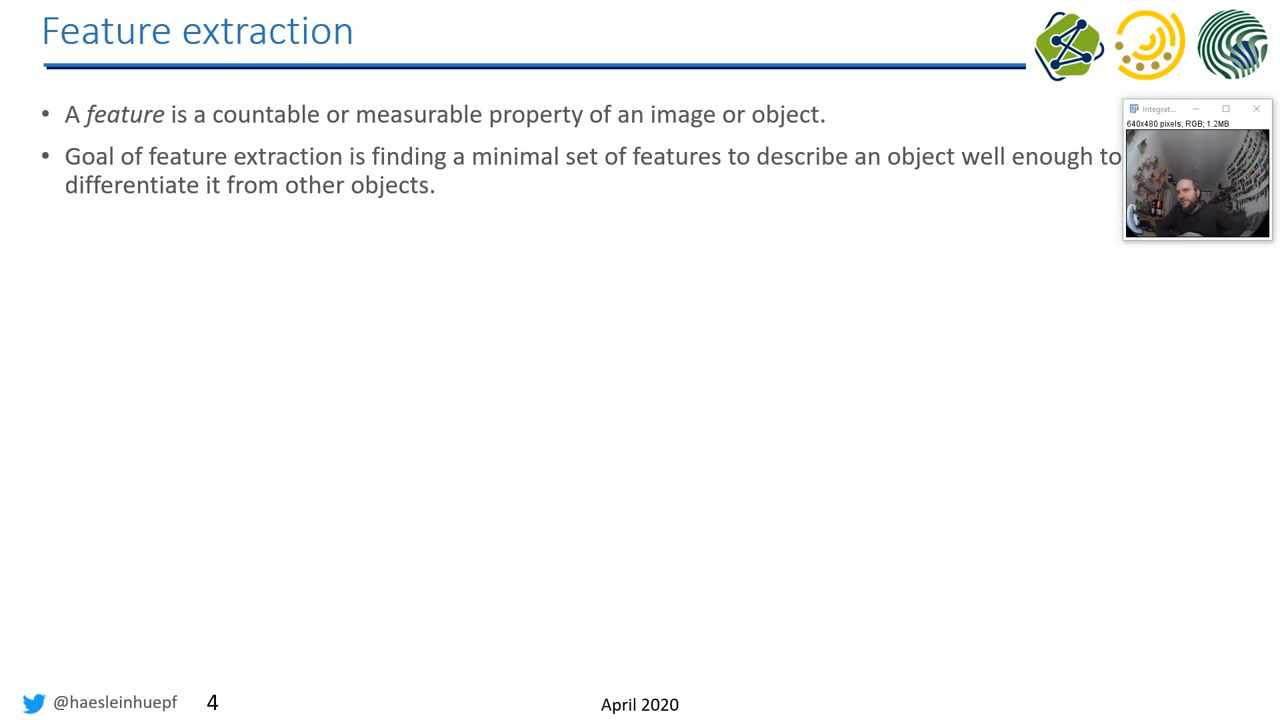 Feature extraction
• A feature is a countable or measurable property of an image or object.
• Goal of feature extraction is finding a minimal set of features to describe an object well enough to
differentiate it from other objects.
Integrat...
640x480 pixels; RGB; 1.2MB
@haesleinhuepf
4
April 2020